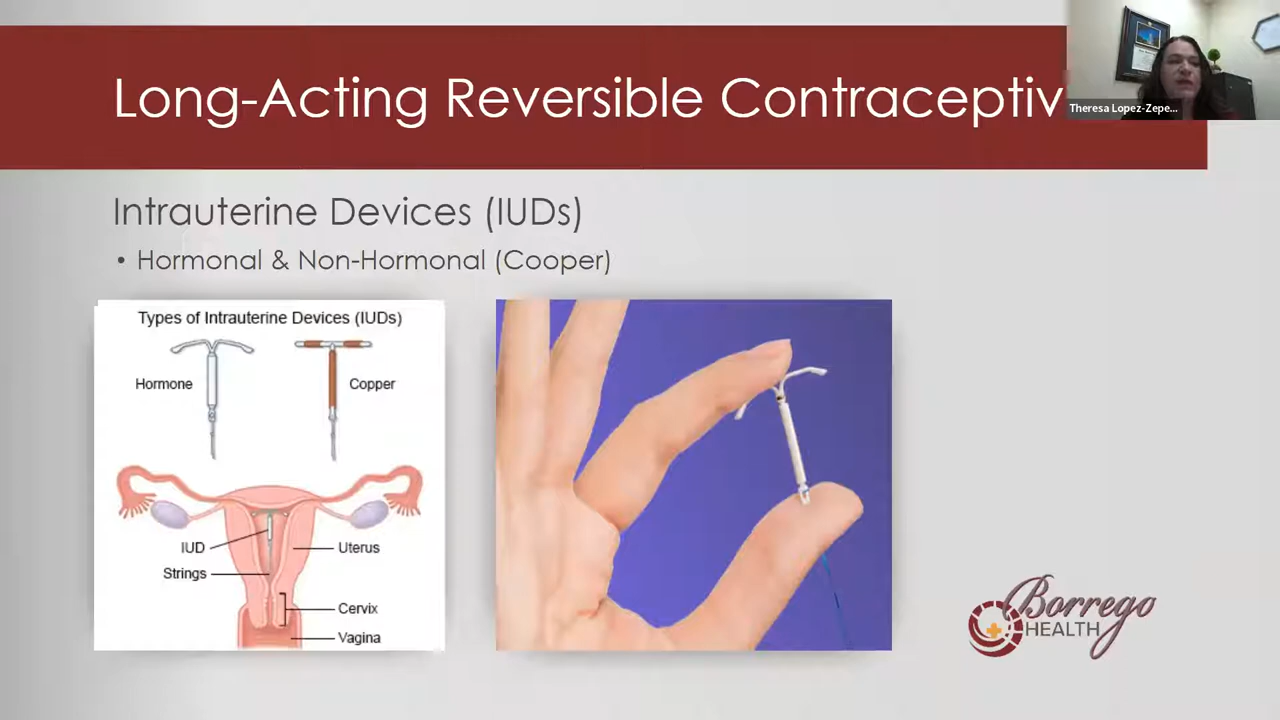 Long-Acting Reversible Contraceptiv
Theresa Lopez-Zepe...
Intrauterine Devices (IUDs)
• Hormonal & Non-Hormonal (Cooper)
Types of Intrauterine Devices (IUDs)
Hormone
Copper
IUD
Uterus
Strings
Cervix
Vagina
Borrego
HEALTH